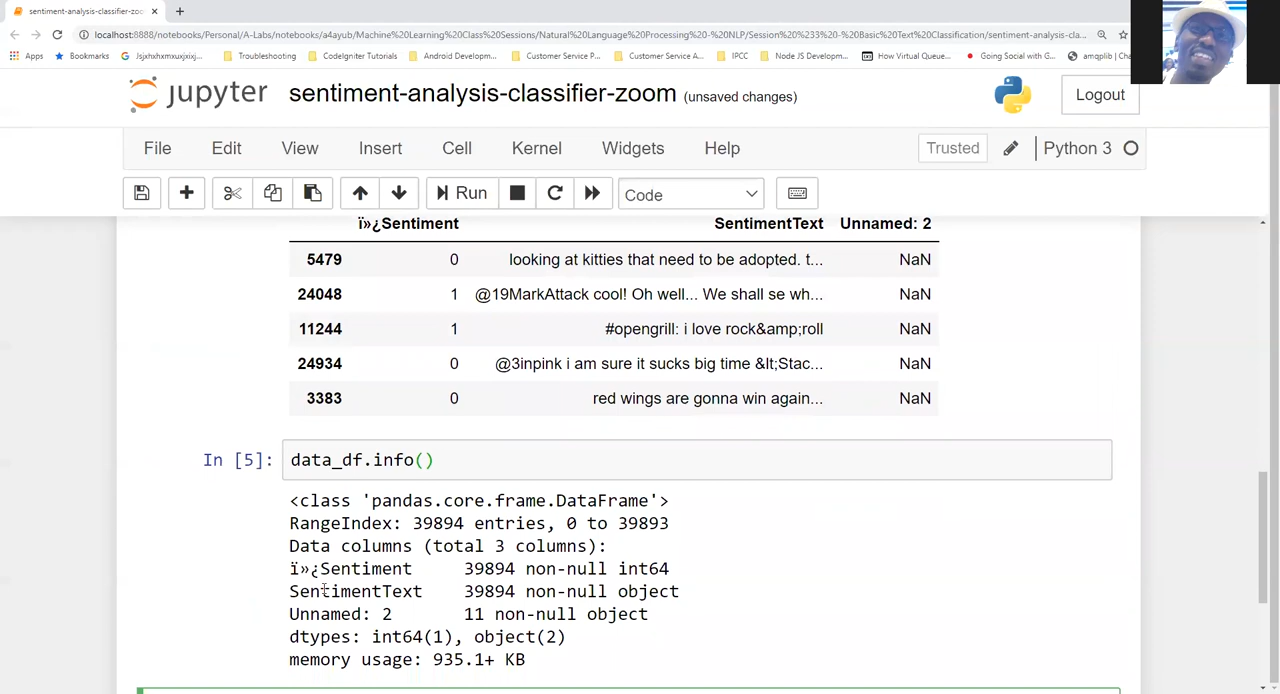 sentiment-analysis-classifier-zoo
localhost:8888/notebooks/Personal/A-Labs/notebooks/a4ayub/Machine%20Learning%20 %20Natural%20Language%20Processing%20-%20NLP/Session%20%233%20-%20Basic%20Text%20Classification/sentiment-analysis-cla...
Apps Bookmarks Jsjxhxhxmxuxjxixj... Troubleshooting CodeIgniter Tutorials Android Developme... Customer Service P... Customer Service A... IPCC Node JS Developm... How Virtual Queue... Going Social with G... amqplib | Channel
jupyter sentiment-analysis-classifier-zoom (unsaved changes) Logout
File Edit View Insert Cell Kernel Widgets Help Trusted Python 3
Run Code
ï»¿Sentiment SentimentText Unnamed: 2
5479 0 looking at kitties that need to be adopted. t... NaN
24048 1 @19MarkAttack cool! Oh well... We shall se wh... NaN
11244 1 #opengrill: i love rock&amp;roll NaN
24934 0 @3inpink i am sure it sucks big time &lt;Stac... NaN
3383 0 red wings are gonna win again... NaN
In [5]: data_df.info()
<class 'pandas.core.frame.DataFrame'>
RangeIndex: 39894 entries, 0 to 39893
Data columns (total 3 columns):
ï»¿Sentiment 39894 non-null int64
SentimentText 39894 non-null object
Unnamed: 2 11 non-null object
dtypes: int64(1), object(2)
memory usage: 935.1+ KB